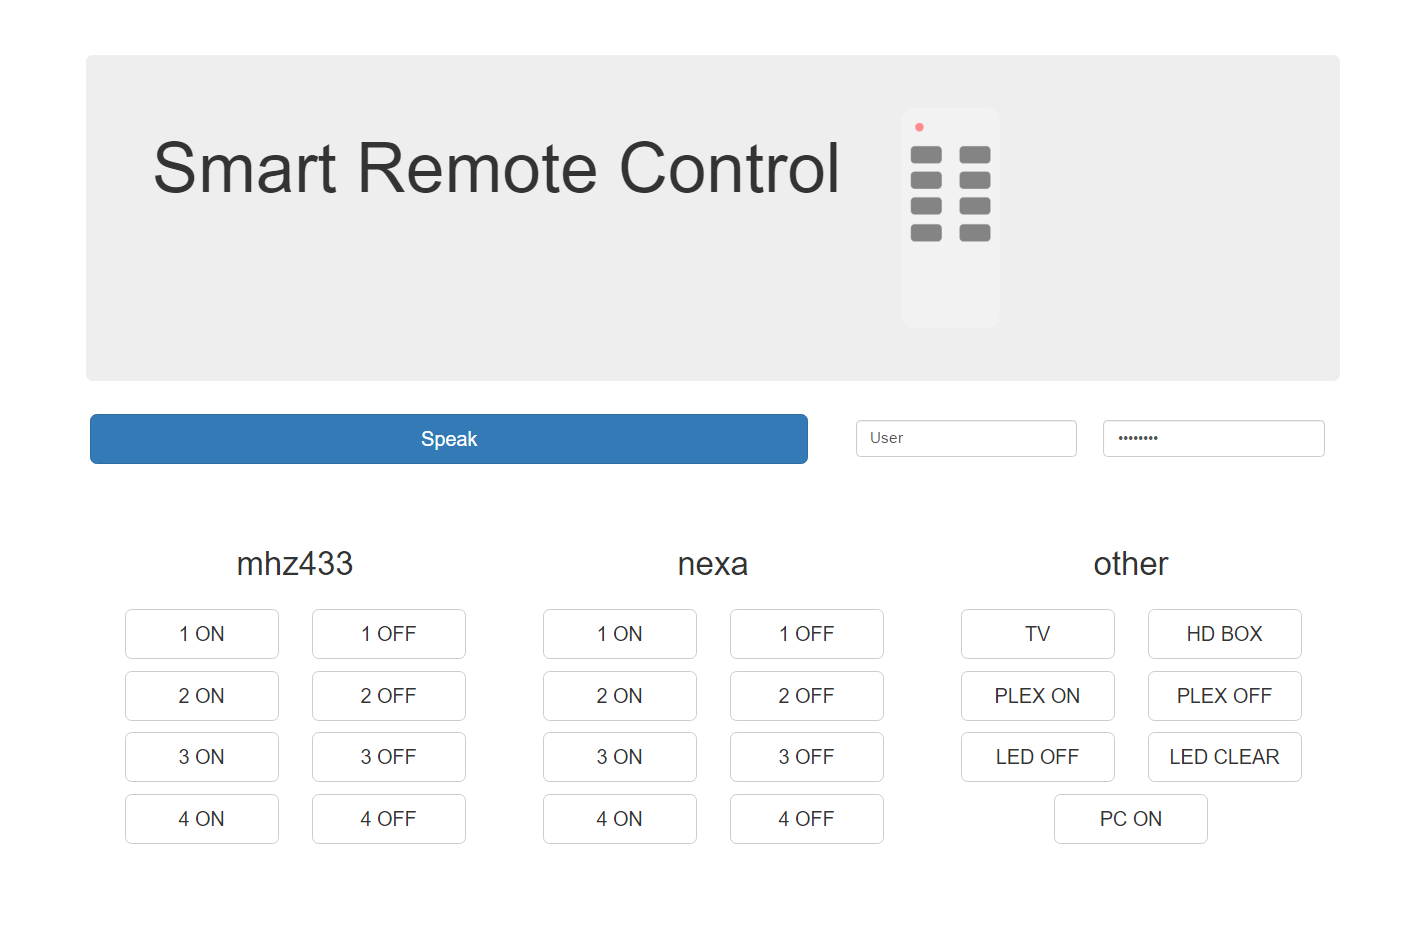 Smart Remote Control
Speak
User
••••••••
mhz433
nexa
other
1 ON
1 OFF
1 ON
1 OFF
TV
HD BOX
2 ON
2 OFF
2 ON
2 OFF
PLEX ON
PLEX OFF
3 ON
3 OFF
3 ON
3 OFF
LED OFF
LED CLEAR
4 ON
4 OFF
4 ON
4 OFF
PC ON